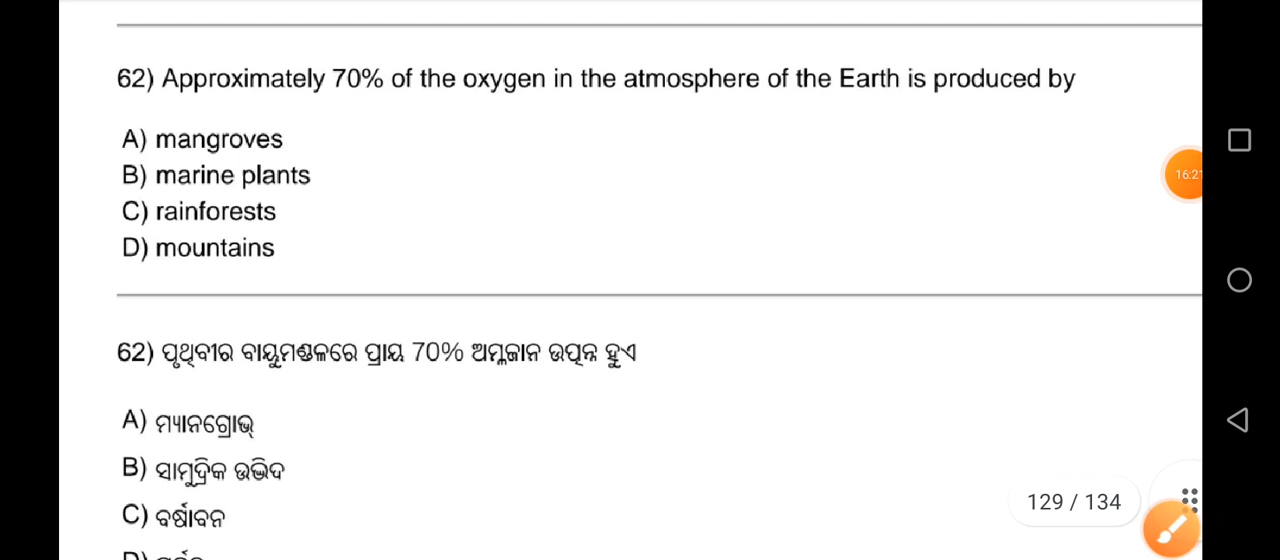 62) Approximately 70% of the oxygen in the atmosphere of the Earth is produced by
A) mangroves
B) marine plants
C) rainforests
D) mountains
16:2
62) ପୃଥିବୀର ବାୟୁମଣ୍ଡଳରେ ପ୍ରାୟ 70% ଅମ୍ଳଜାନ ଉତ୍ପନ୍ନ ହୁଏ
A) ମ୍ୟାନଗ୍ରୋଭ୍
B) ସାମୁଦ୍ରିକ ଉଦ୍ଭିଦ
C) ବର୍ଷାବନ
129 / 134